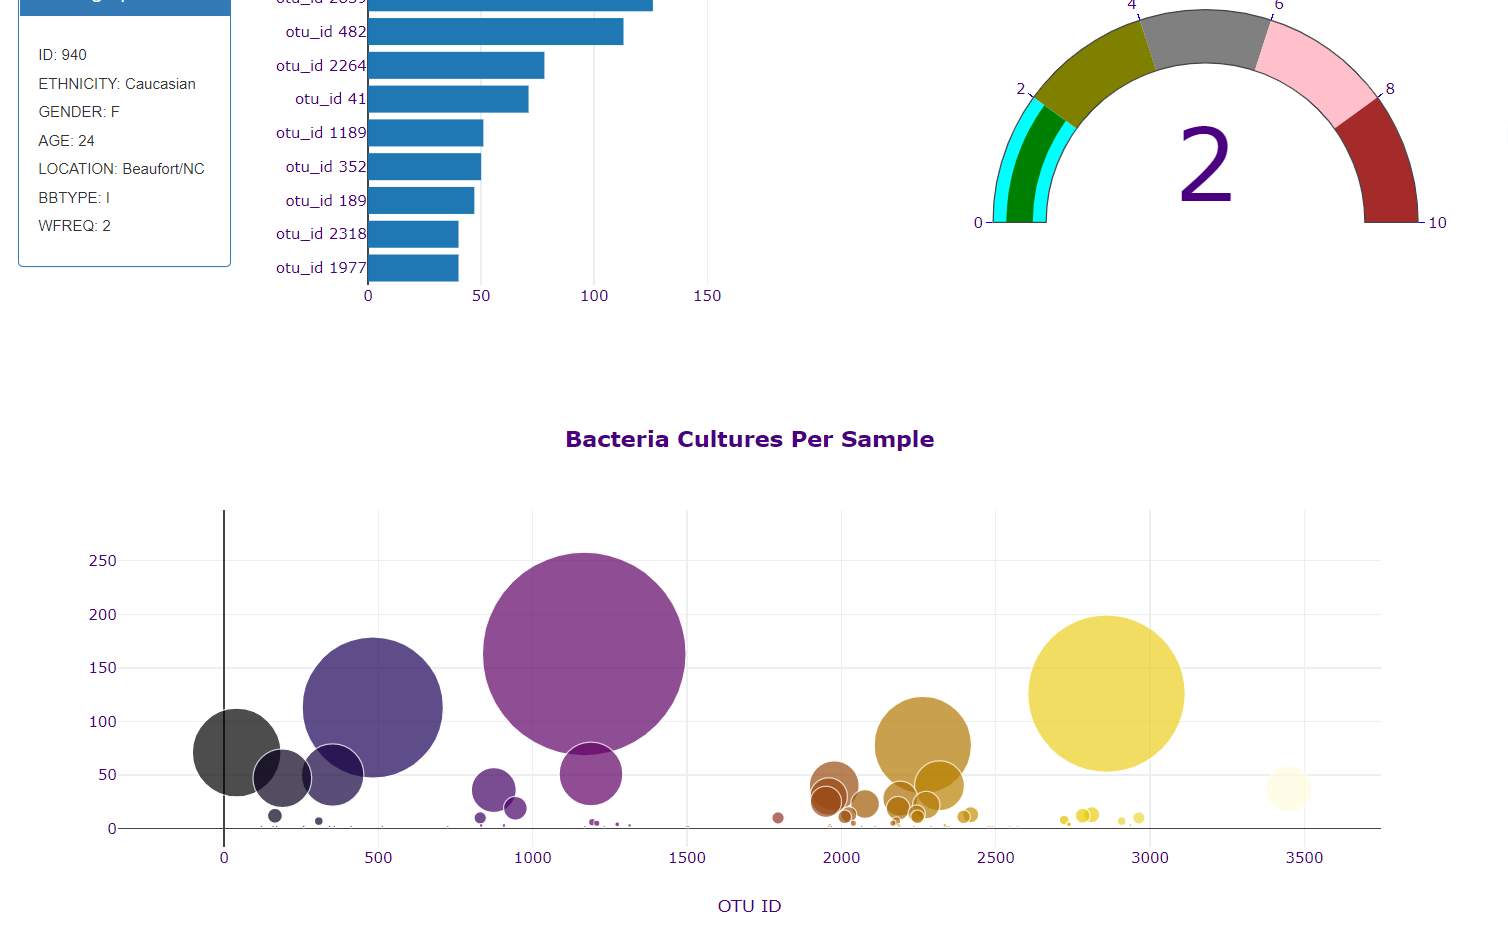 ID: 940
ETHNICITY: Caucasian
GENDER: F
AGE: 24
LOCATION: Beaufort/NC
BBTYPE: I
WFREQ: 2
otu_id 2859
otu_id 482
otu_id 2264
otu_id 41
otu_id 1189
otu_id 352
otu_id 189
otu_id 2318
otu_id 1977
0 50 100 150
0
2
4
6
8
10
2
Bacteria Cultures Per Sample
250
200
150
100
50
0
0 500 1000 1500 2000 2500 3000 3500
OTU ID